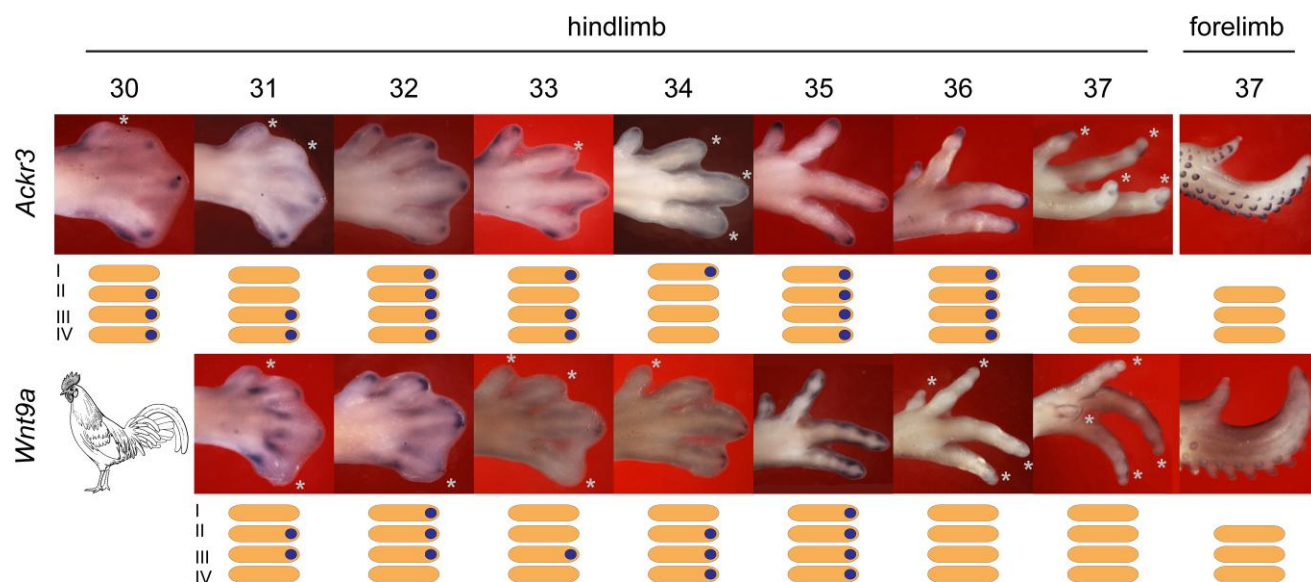 hindlimb forelimb
30 31 32 33 34 35 36 37 37
Ackr3
* * * * * * * * * * * *
I
II
III
IV
Wnt9a
* * * * * * * * * * * * * * *
I
II
III
IV